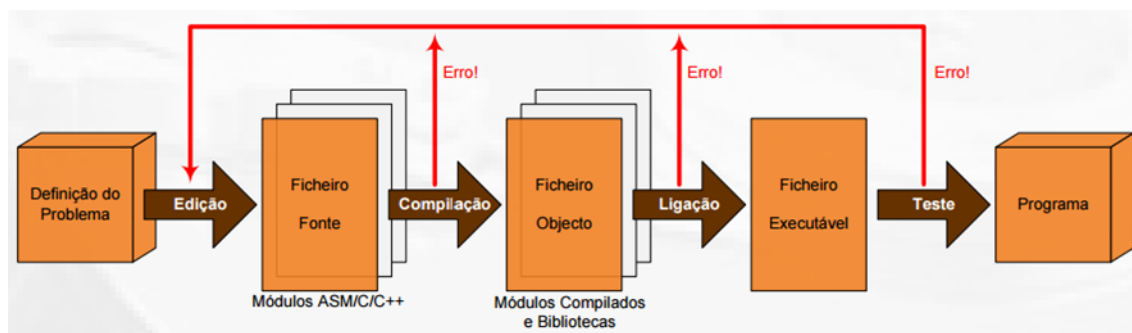 Erro!
Erro!
Erro!
Definição do
Problema
Edição
Ficheiro
Fonte
Compilação
Ficheiro
Objecto
Ligação
Ficheiro
Executável
Teste
Programa
Módulos ASM/C/C++
Módulos Compilados
e Bibliotecas